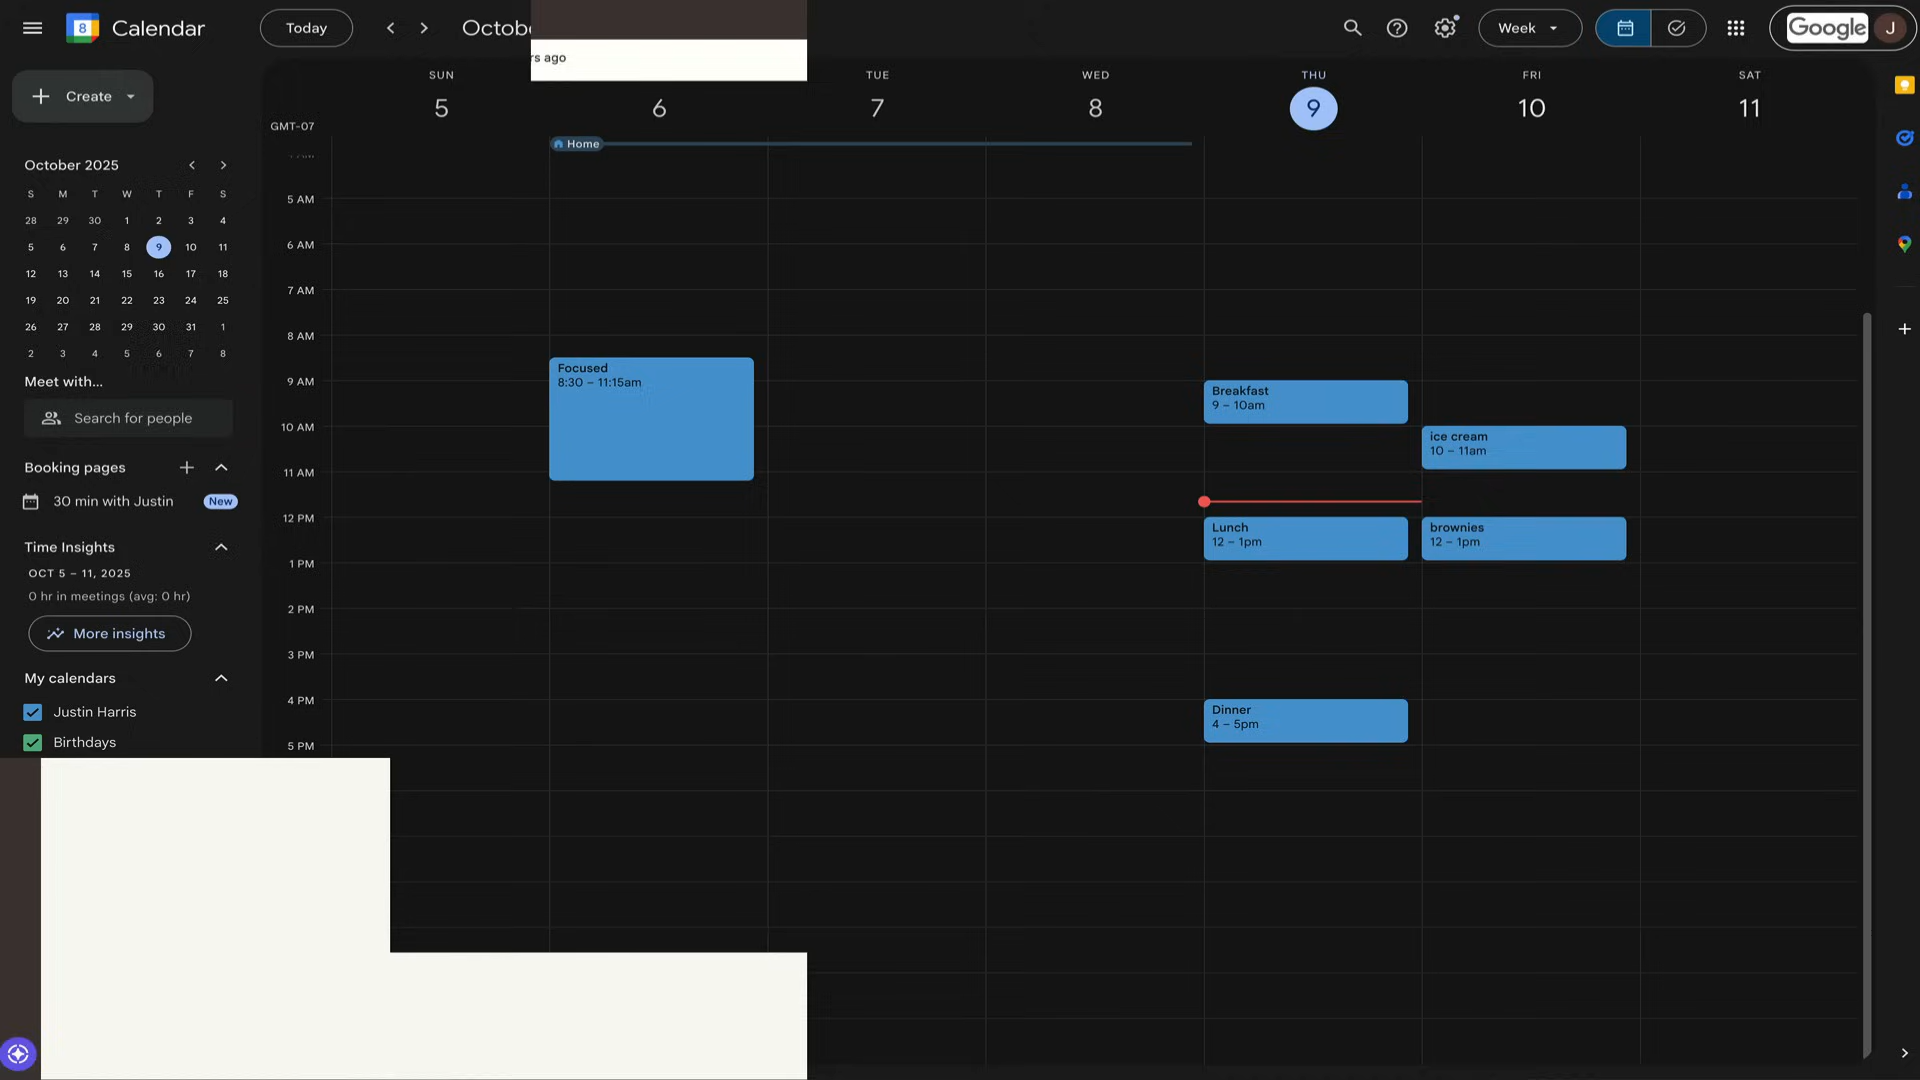 Calendar
Today
Octobe
rs ago
Week
Google
J
Create
October 2025
S M T W T F S
28 29 30 1 2 3 4
5 6 7 8 9 10 11
12 13 14 15 16 17 18
19 20 21 22 23 24 25
26 27 28 29 30 31 1
2 3 4 5 6 7 8
Meet with...
Search for people
Booking pages
30 min with Justin New
Time Insights
OCT 5 – 11, 2025
0 hr in meetings (avg: 0 hr)
More insights
My calendars
Justin Harris
Birthdays
GMT-07
SUN
5
6
TUE
7
WED
8
THU
9
FRI
10
SAT
11
Home
5 AM
6 AM
7 AM
8 AM
9 AM
10 AM
11 AM
12 PM
1 PM
2 PM
3 PM
4 PM
5 PM
Focused
8:30 – 11:15am
Breakfast
9 – 10am
Lunch
12 – 1pm
Dinner
4 – 5pm
ice cream
10 – 11am
brownies
12 – 1pm